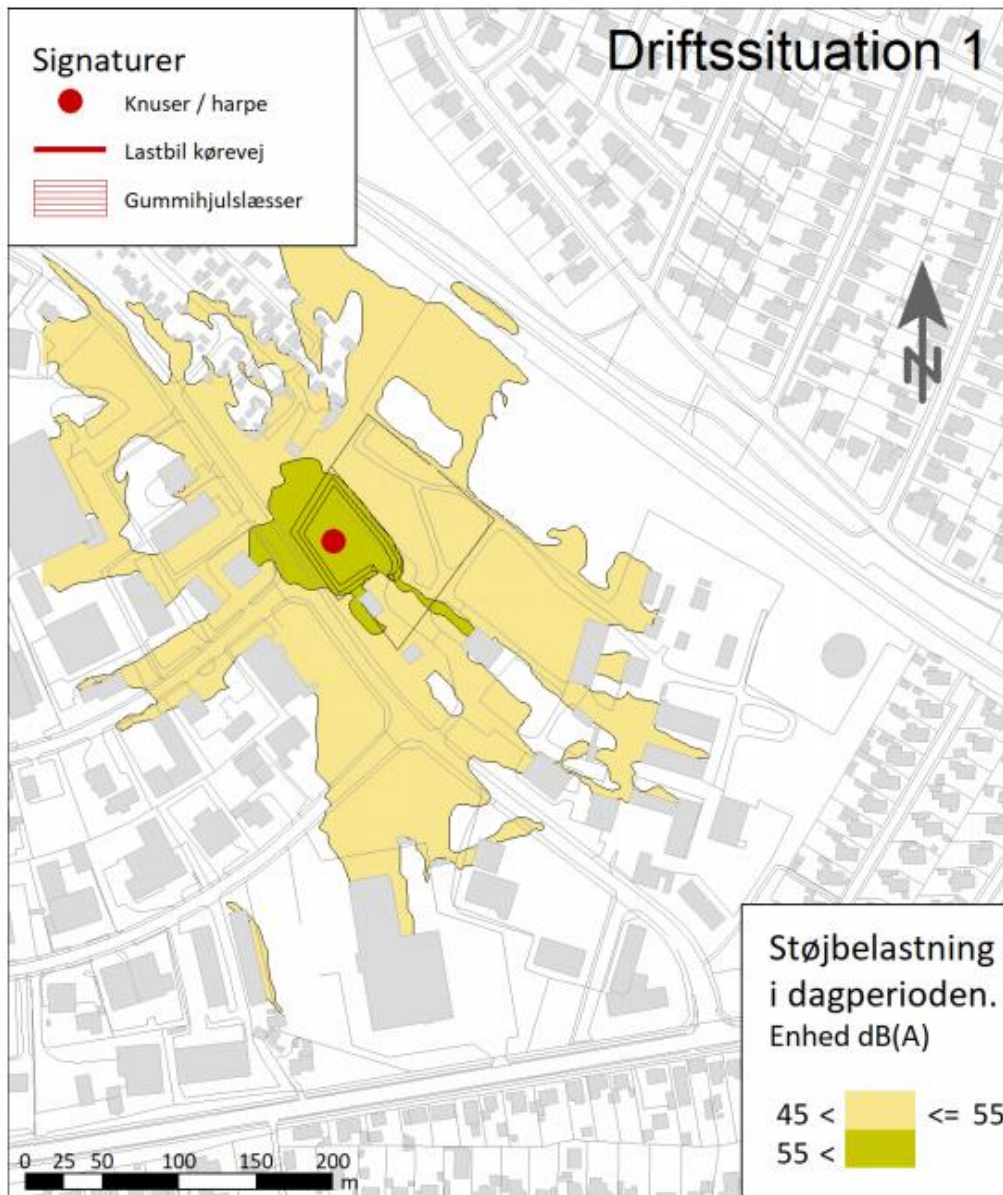 Driftssituation 1
Signaturer
Knuser / harpe
Lastbil kørevej
Gummihjulslæsser
N
Støjbelastning
i dagperioden.
Enhed dB(A)
45 < <= 55
55 <
0 25 50 100 150 200
m